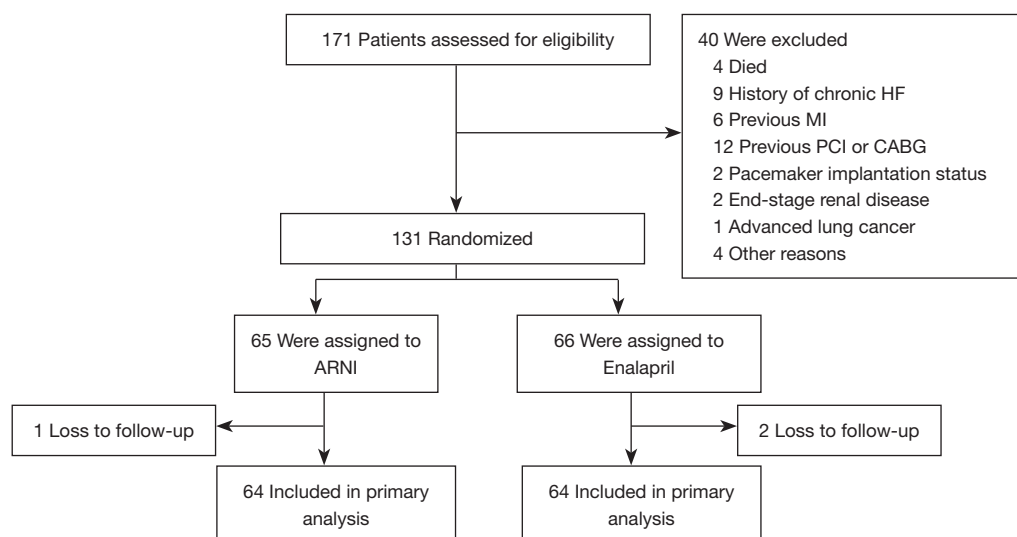 171 Patients assessed for eligibility
40 Were excluded
4 Died
9 History of chronic HF
6 Previous MI
12 Previous PCI or CABG
2 Pacemaker implantation status
2 End-stage renal disease
1 Advanced lung cancer
4 Other reasons
131 Randomized
65 Were assigned to
ARNI
66 Were assigned to
Enalapril
1 Loss to follow-up
2 Loss to follow-up
64 Included in primary
analysis
64 Included in primary
analysis